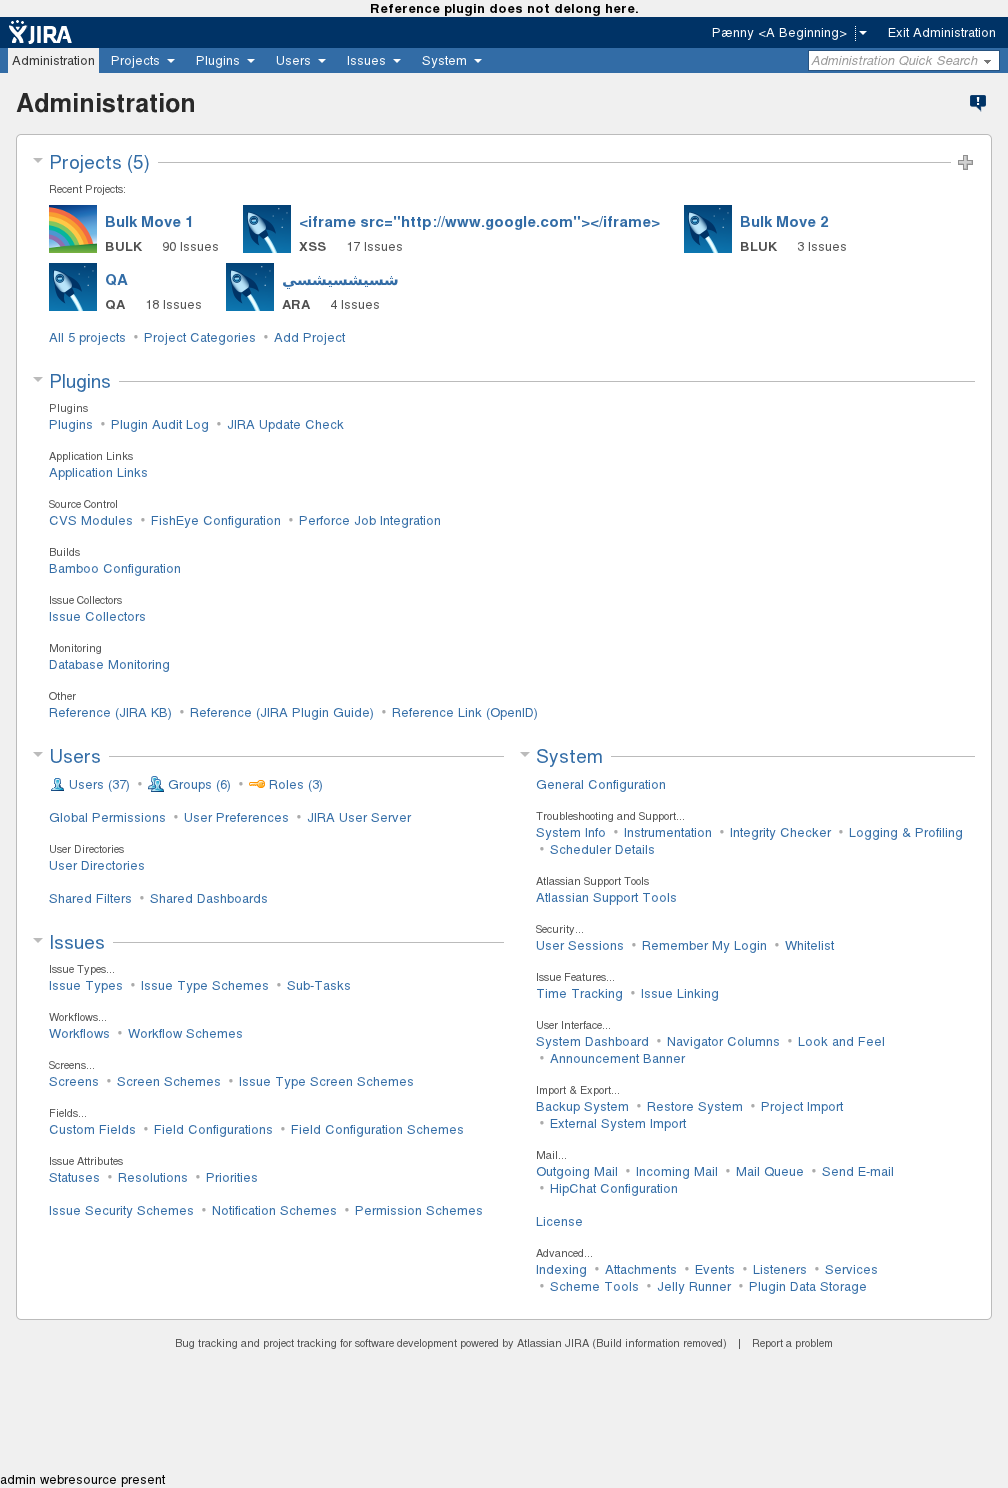 Reference plugin does not delong here.
JIRA
Pænny <A Beginning> Exit Administration
Administration Projects Plugins Users Issues System Administration Quick Search
Administration
Projects (5)
Recent Projects:
Bulk Move 1
BULK 90 Issues
<iframe src="http://www.google.com"></iframe>
XSS 17 Issues
Bulk Move 2
BLUK 3 Issues
QA
QA 18 Issues
شسيشسيشسي
ARA 4 Issues
All 5 projects • Project Categories • Add Project
Plugins
Plugins
Plugins • Plugin Audit Log • JIRA Update Check
Application Links
Application Links
Source Control
CVS Modules • FishEye Configuration • Perforce Job Integration
Builds
Bamboo Configuration
Issue Collectors
Issue Collectors
Monitoring
Database Monitoring
Other
Reference (JIRA KB) • Reference (JIRA Plugin Guide) • Reference Link (OpenID)
Users
Users (37) • Groups (6) • Roles (3)
Global Permissions • User Preferences • JIRA User Server
User Directories
User Directories
Shared Filters • Shared Dashboards
Issues
Issue Types...
Issue Types • Issue Type Schemes • Sub-Tasks
Workflows...
Workflows • Workflow Schemes
Screens...
Screens • Screen Schemes • Issue Type Screen Schemes
Fields...
Custom Fields • Field Configurations • Field Configuration Schemes
Issue Attributes
Statuses • Resolutions • Priorities
Issue Security Schemes • Notification Schemes • Permission Schemes
System
General Configuration
Troubleshooting and Support...
System Info • Instrumentation • Integrity Checker • Logging & Profiling
• Scheduler Details
Atlassian Support Tools
Atlassian Support Tools
Security...
User Sessions • Remember My Login • Whitelist
Issue Features...
Time Tracking • Issue Linking
User Interface...
System Dashboard • Navigator Columns • Look and Feel
• Announcement Banner
Import & Export...
Backup System • Restore System • Project Import
• External System Import
Mail...
Outgoing Mail • Incoming Mail • Mail Queue • Send E-mail
• HipChat Configuration
License
Advanced...
Indexing • Attachments • Events • Listeners • Services
• Scheme Tools • Jelly Runner • Plugin Data Storage
Bug tracking and project tracking for software development powered by Atlassian JIRA (Build information removed) | Report a problem
admin webresource present